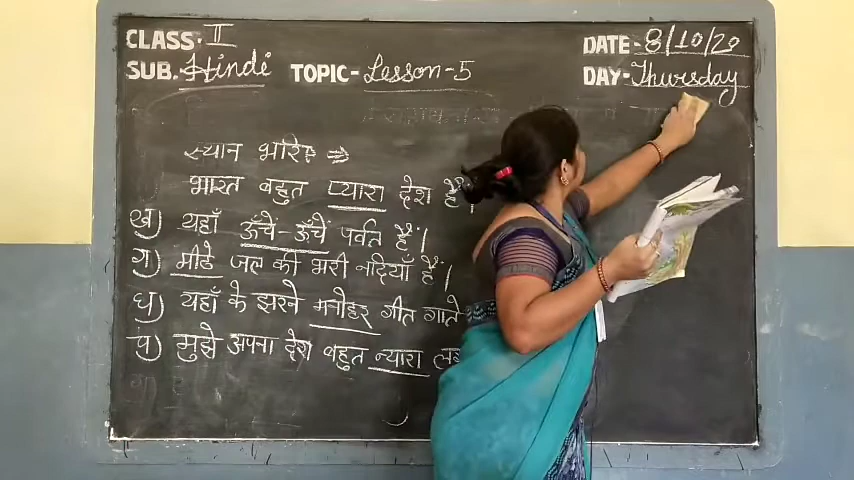 CLASS- II
DATE- 8/10/20
SUB. Hindi TOPIC- Lesson-5
DAY- Thursday
स्थान भरि ⇒
भारत बहुत प्यारा देश है।
ख) यहाँ ऊँचें-ऊँचें पर्वत हैं।
ग) मीठे जल की भरी नदियाँ हैं।
घ) यहाँ के झरने मनोहर गीत गाते
मुझे अपना देश बहुत न्यारा